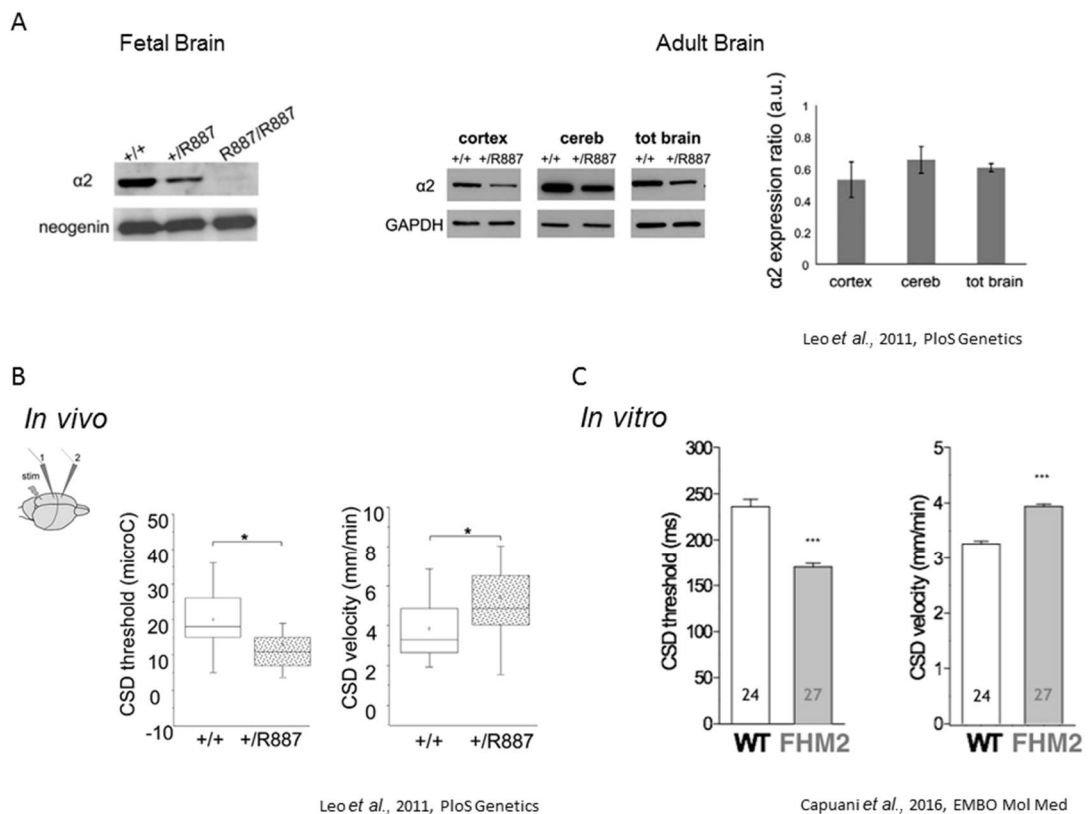 A
Fetal Brain
Adult Brain
+/+ +/R887 R887/R887
α2
neogenin
cortex cereb tot brain
+/+ +/R887 +/+ +/R887 +/+ +/R887
α2
GAPDH
α2 expression ratio (a.u.)
1
0.8
0.6
0.4
0.2
0
cortex cereb tot brain
Leo et al., 2011, PloS Genetics
B
In vivo
1 2
stim
CSD threshold (microC)
50
40
30
20
10
0
-10
*
+/+ +/R887
CSD velocity (mm/min)
10
8
6
4
2
0
*
+/+ +/R887
Leo et al., 2011, PloS Genetics
C
In vitro
CSD threshold (ms)
300
250
200
150
100
50
0
***
24 27
WT FHM2
CSD velocity (mm/min)
5
4
3
2
1
0
***
24 27
WT FHM2
Capuani et al., 2016, EMBO Mol Med